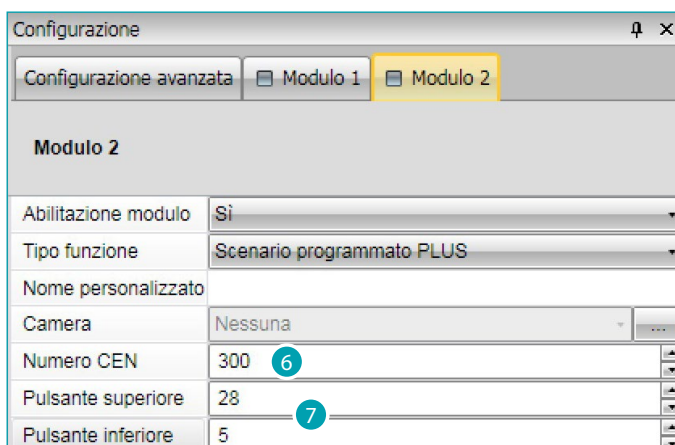 Configurazione
Configurazione avanzata Modulo 1 Modulo 2
Modulo 2
Abilitazione modulo Sì
Tipo funzione Scenario programmato PLUS
Nome personalizzato
Camera Nessuna ...
Numero CEN 300 6
Pulsante superiore 28
7
Pulsante inferiore 5